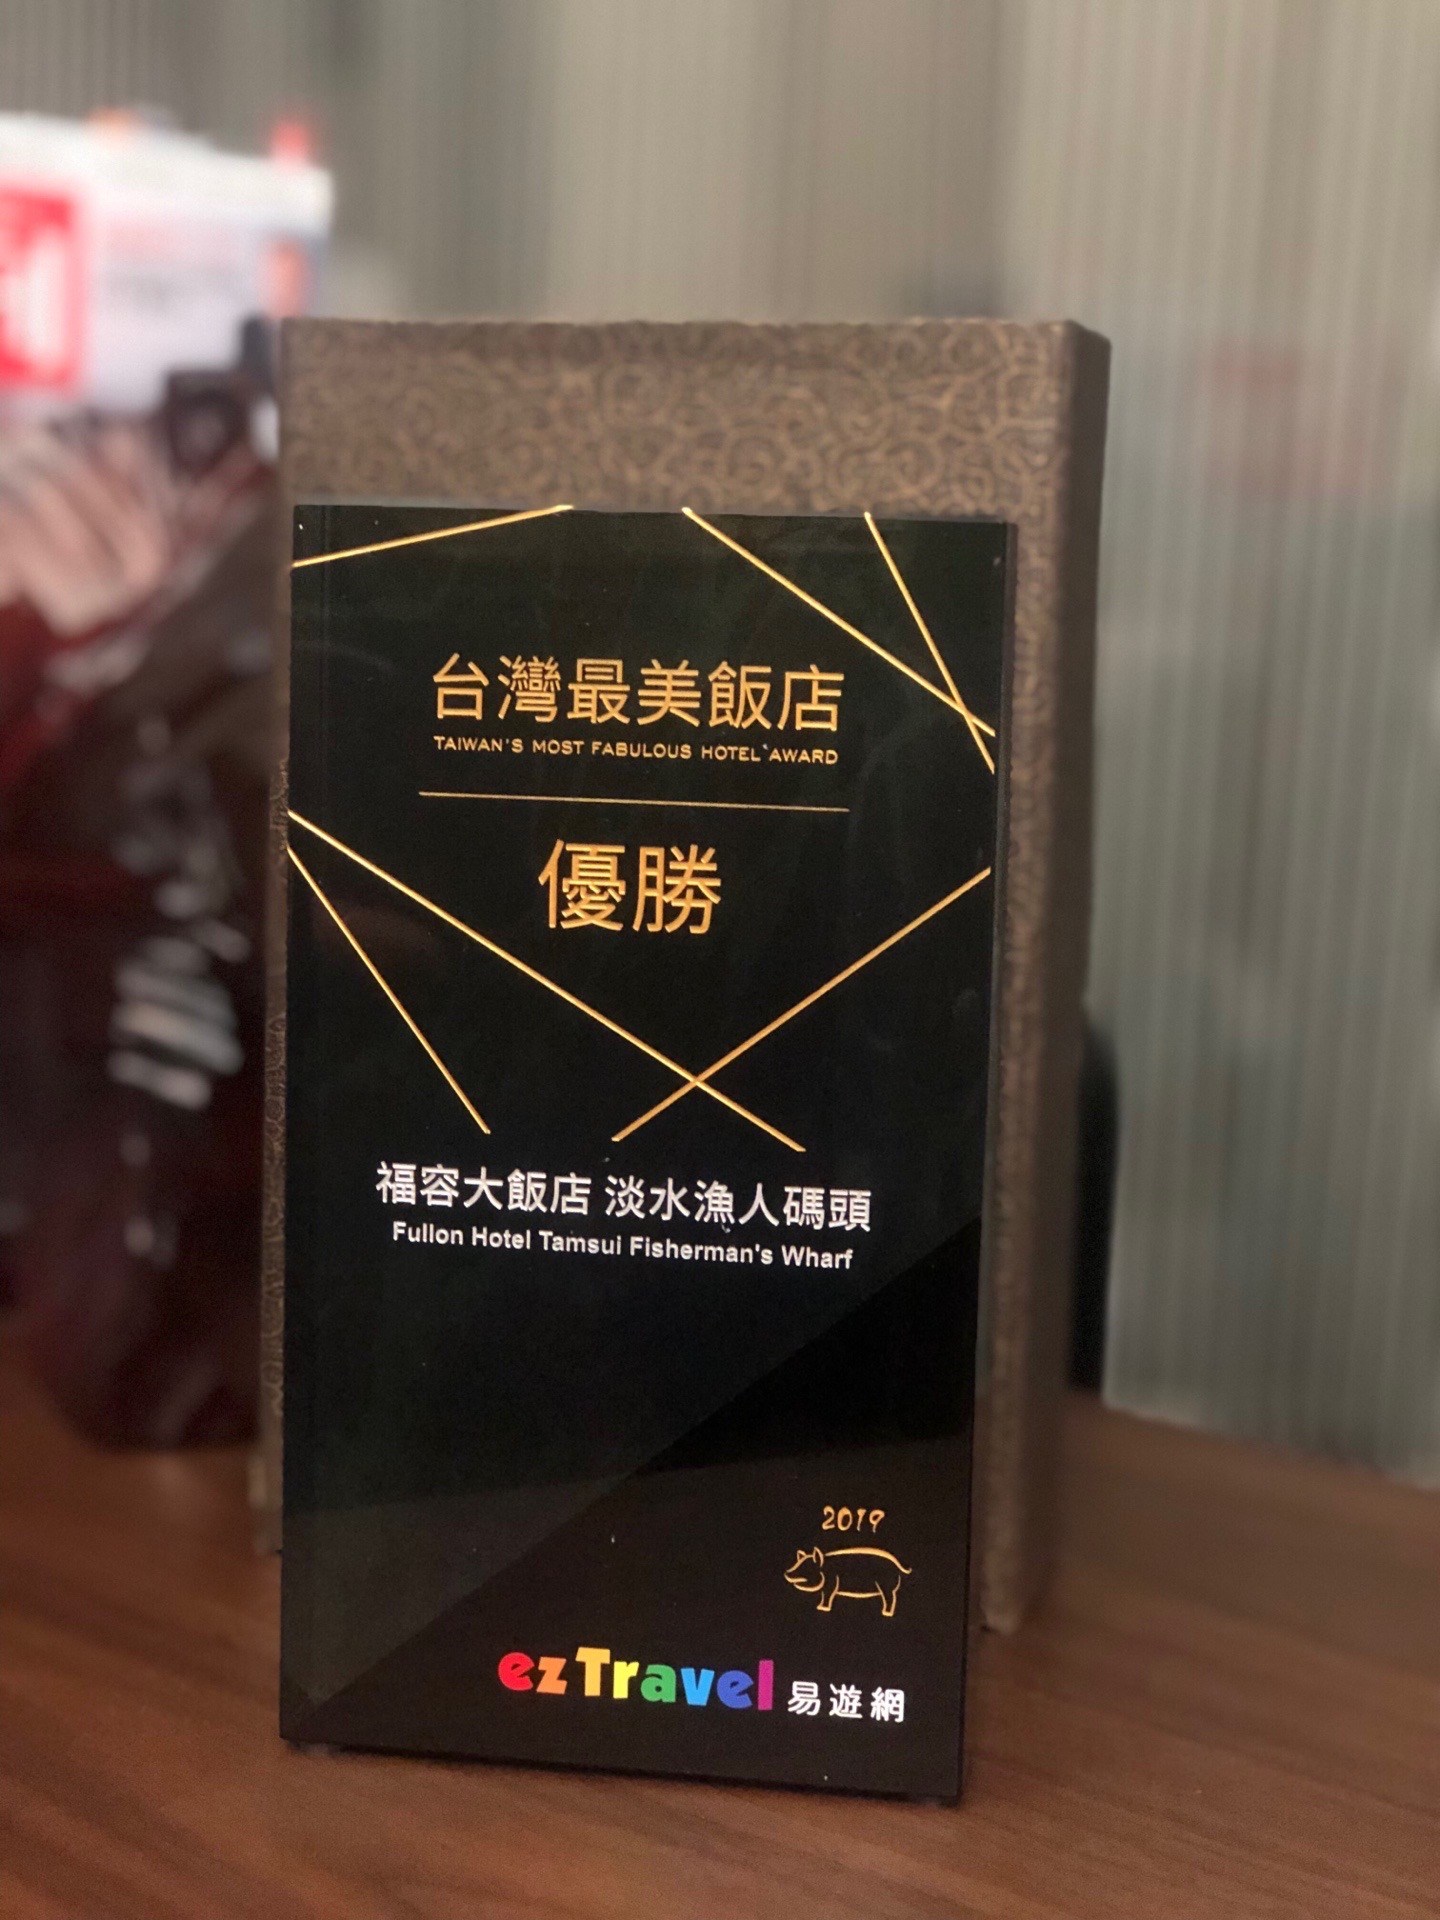 台灣最美飯店
TAIWAN'S MOST FABULOUS HOTEL AWARD
優勝
福容大飯店 淡水漁人碼頭
Fullon Hotel Tamsui Fisherman's Wharf
2019
ezTravel 易遊網